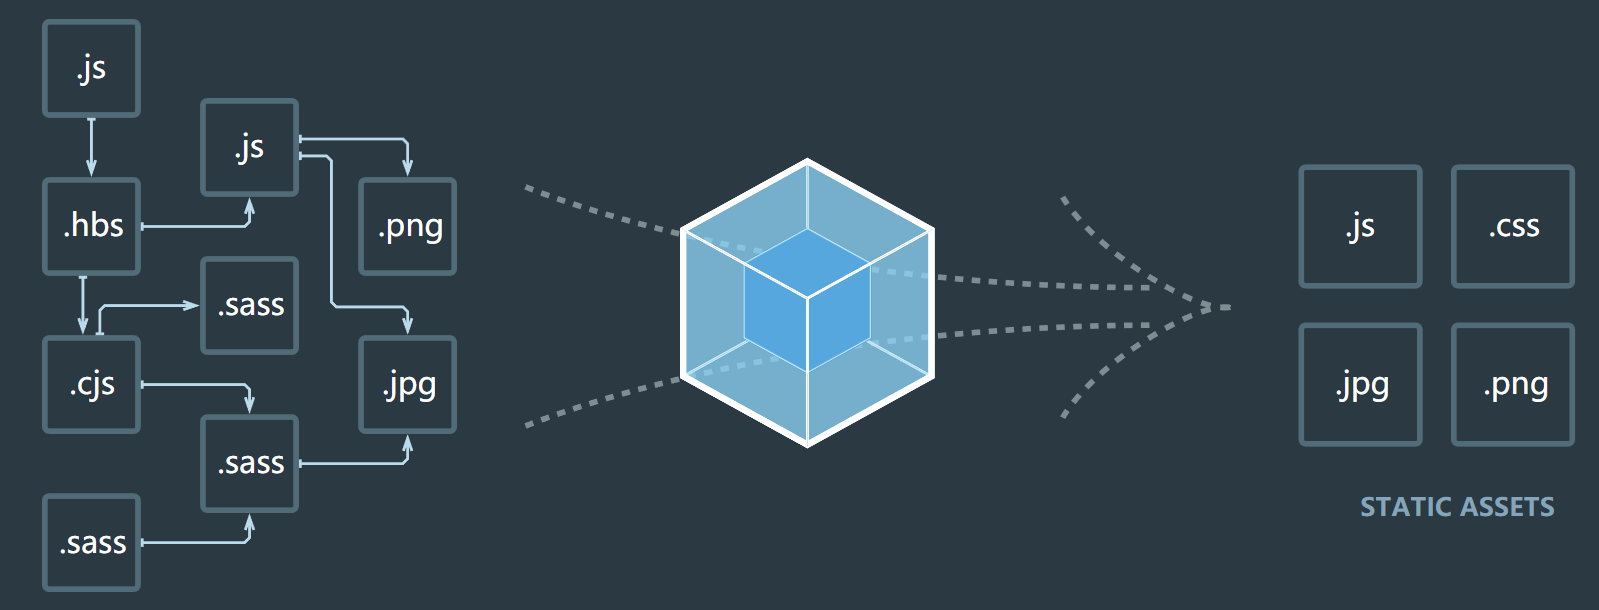 .js
.js
.hbs
.png
.sass
.cjs
.jpg
.sass
.sass
.js
.css
.jpg
.png
STATIC ASSETS